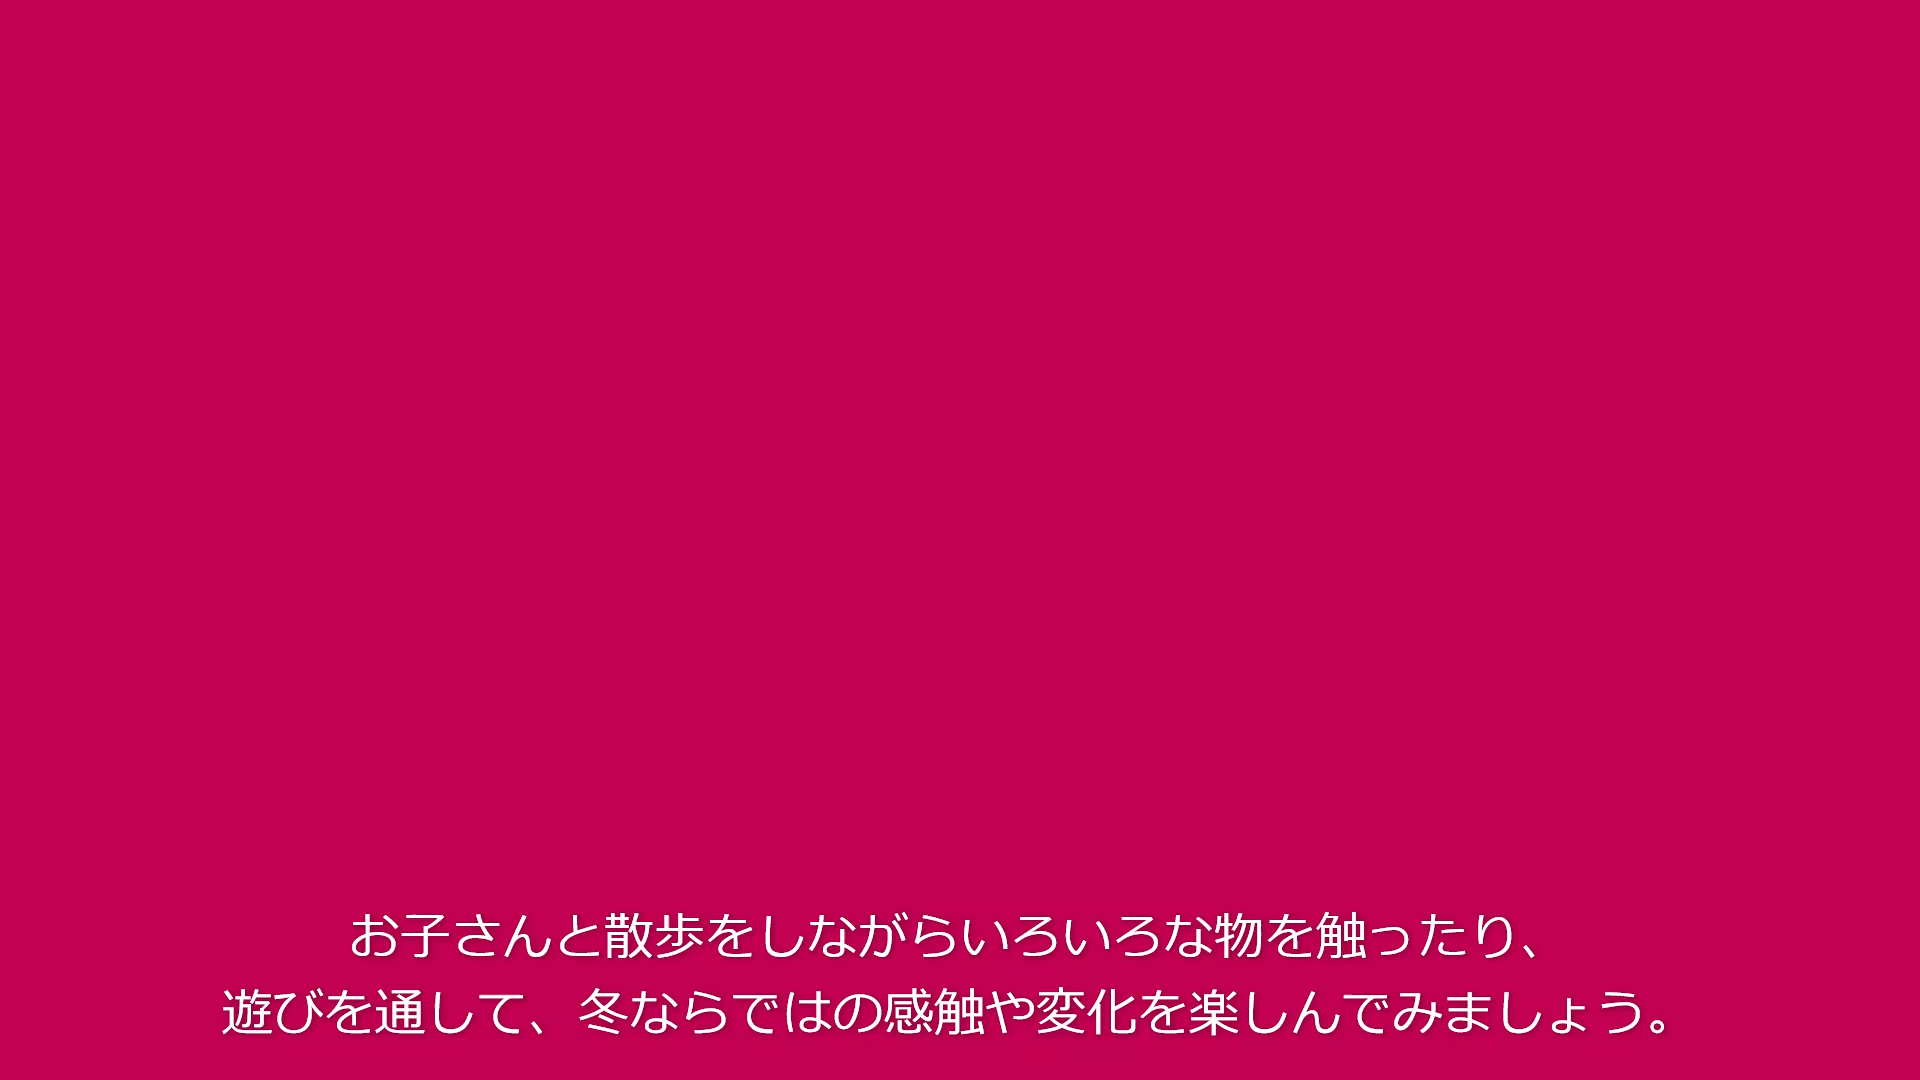 お子さんと散歩をしながらいろいろな物を触ったり、
遊びを通して、冬ならではの感触や変化を楽しんでみましょう。